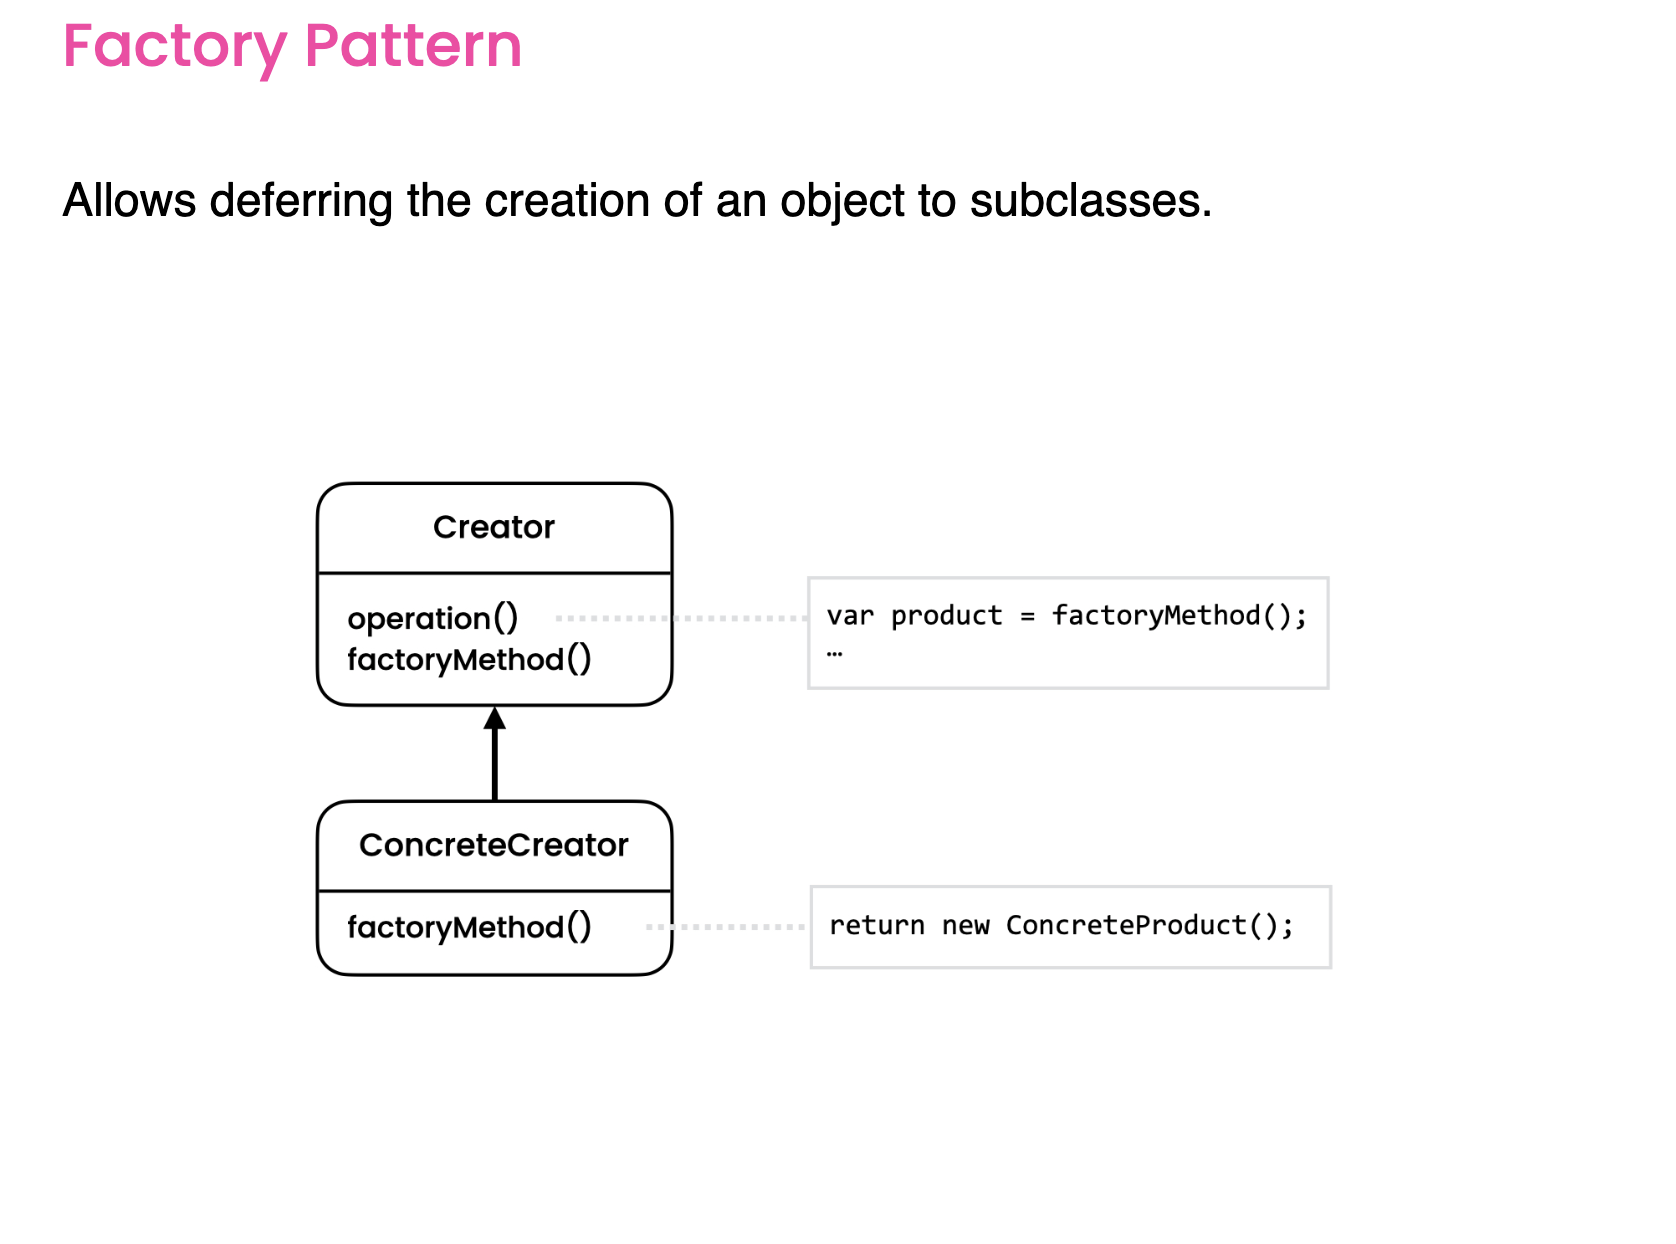 Factory Pattern
Allows deferring the creation of an object to subclasses.
Creator
operation()
factoryMethod()
var product = factoryMethod();
…
ConcreteCreator
factoryMethod()
return new ConcreteProduct();